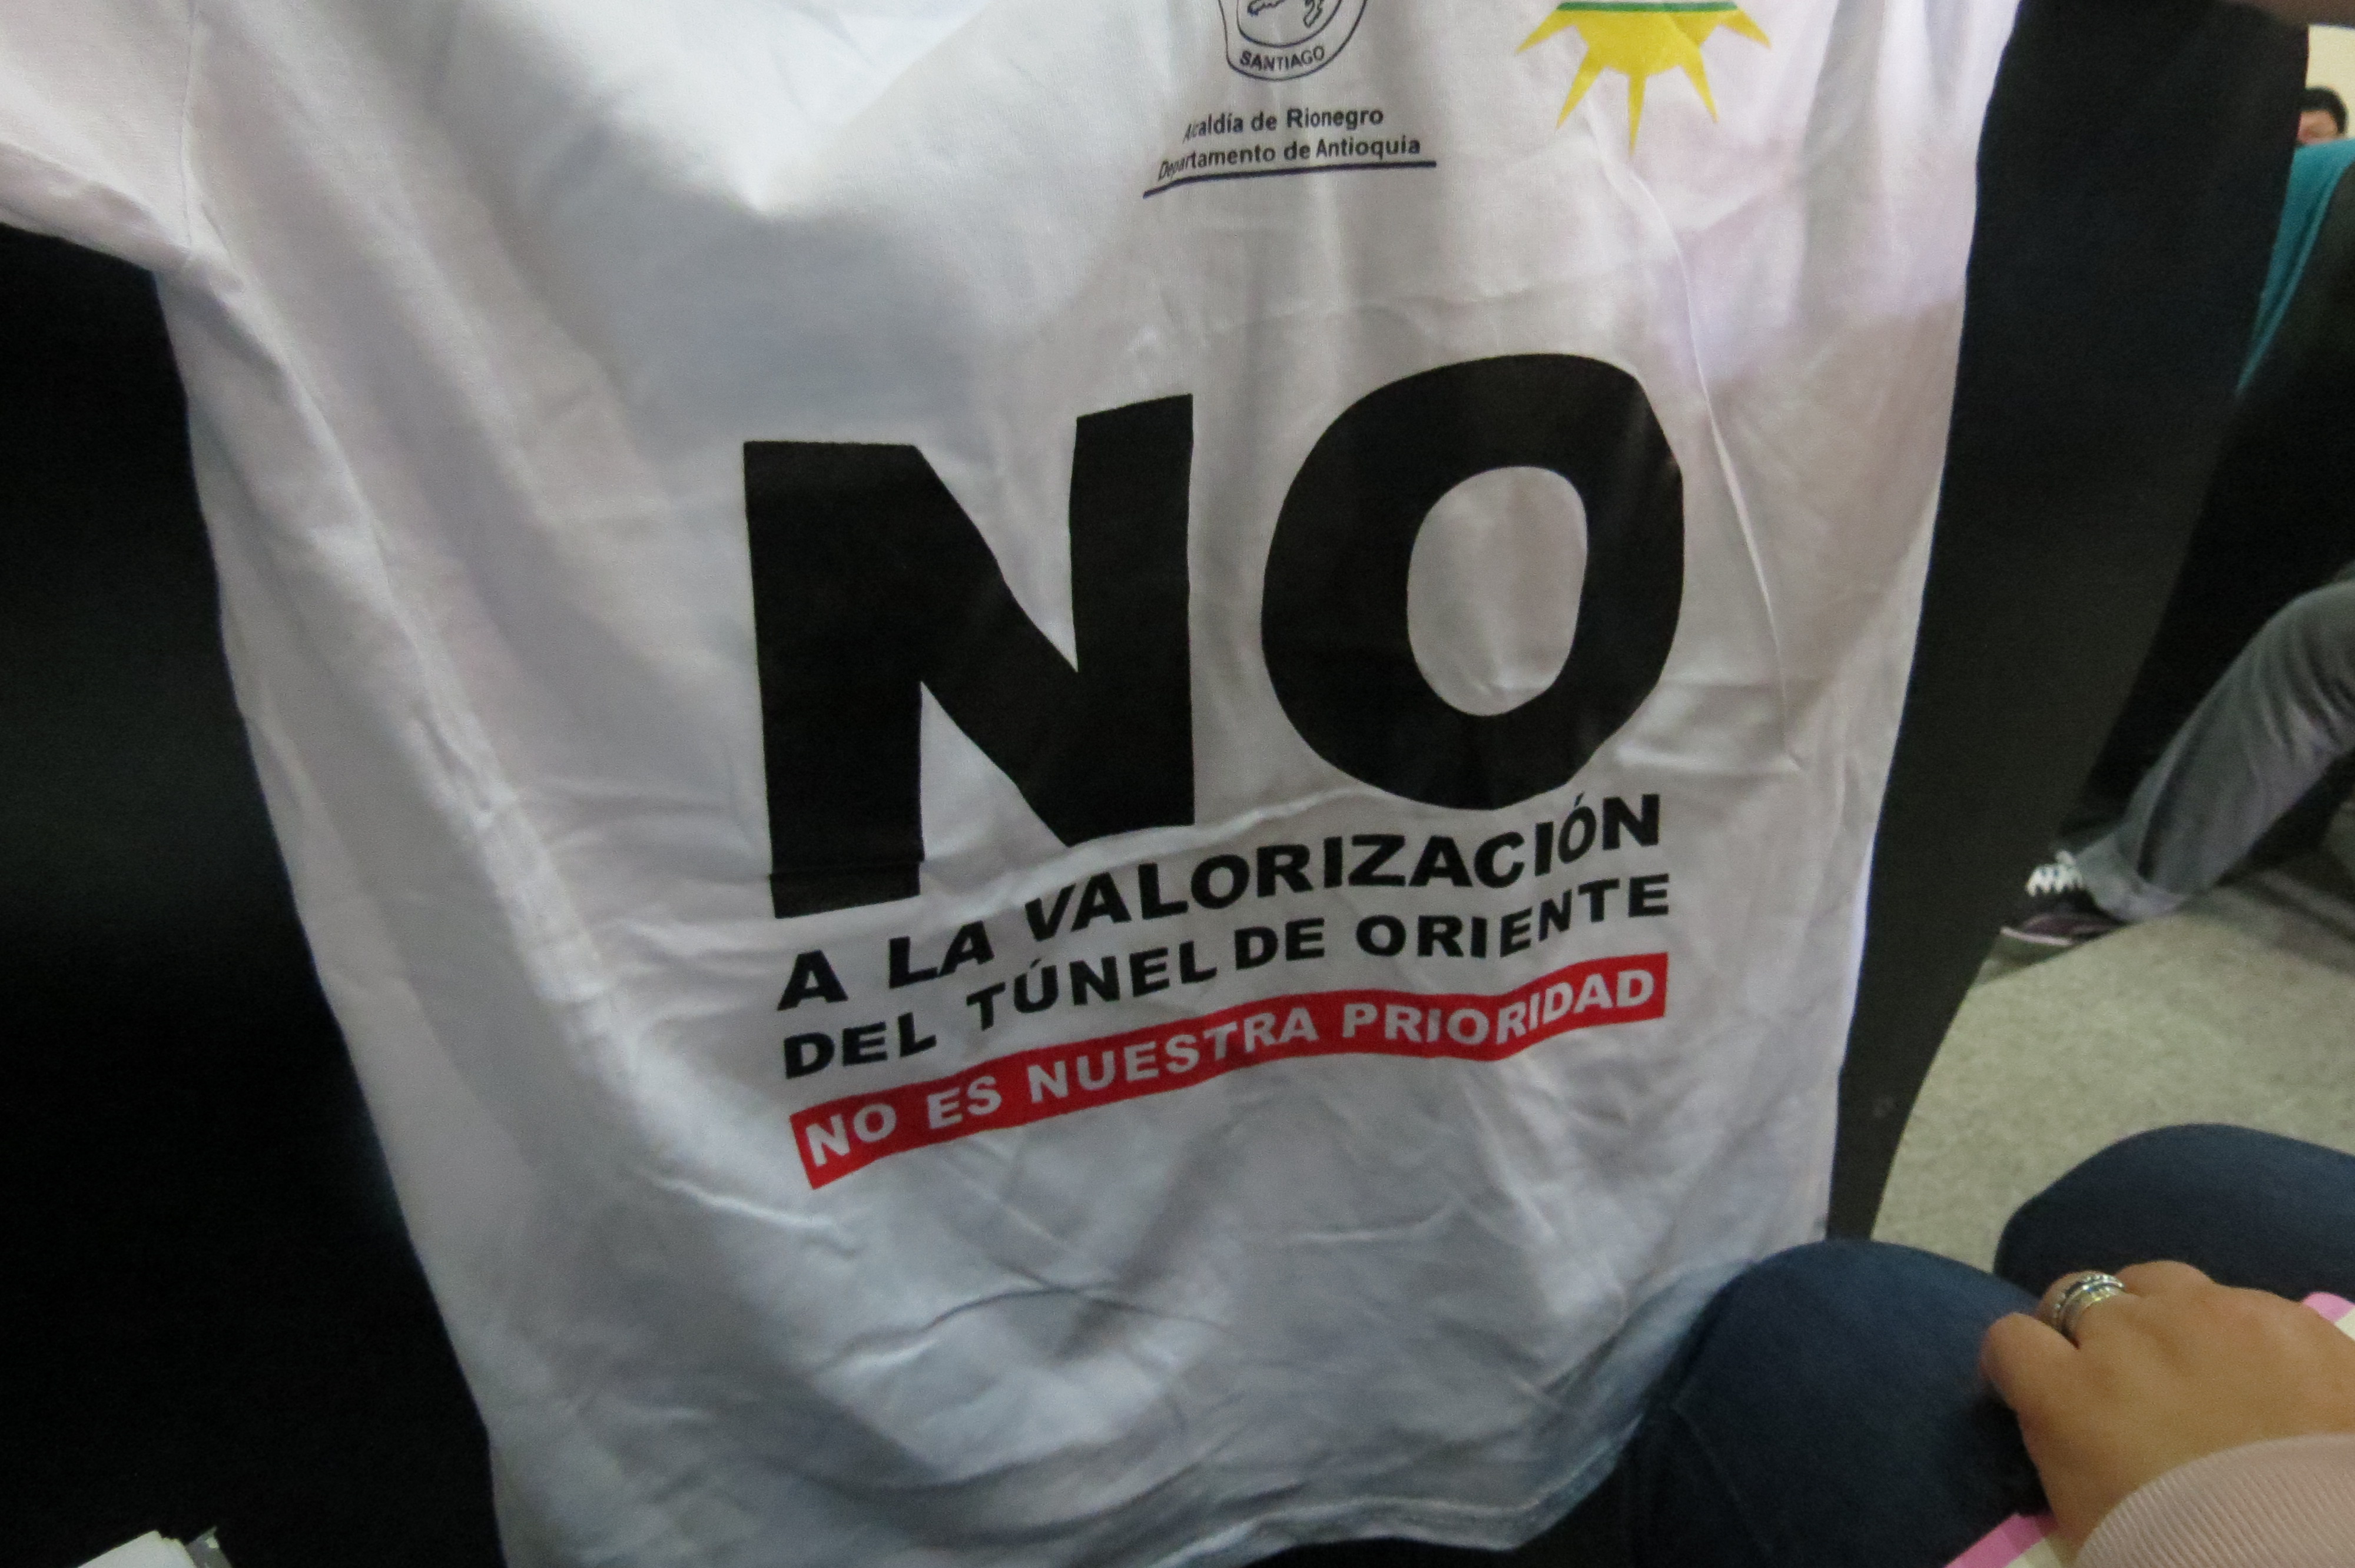 SANTIAGO
Alcaldía de Rionegro
Departamento de Antioquia
NO
A LA VALORIZACIÓN
DEL TÚNEL DE ORIENTE
NO ES NUESTRA PRIORIDAD